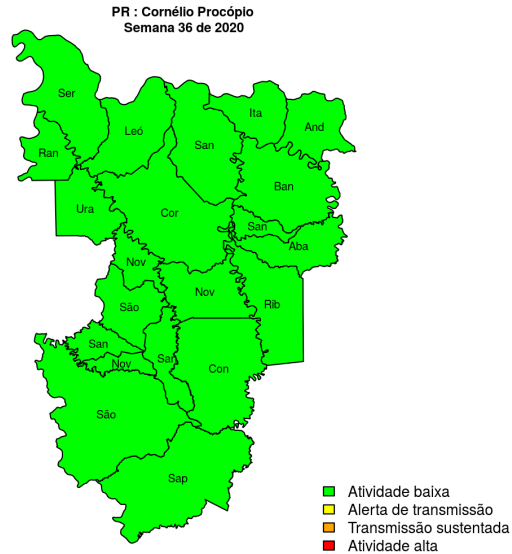 PR : Cornélio Procópio
Semana 36 de 2020
Ser
Ita
And
Leó
San
Ran
Ban
Ura
Cor
San
Aba
Nov
Nov
Rib
São
San
San
Nov
Con
São
Sap
Atividade baixa
Alerta de transmissão
Transmissão sustentada
Atividade alta